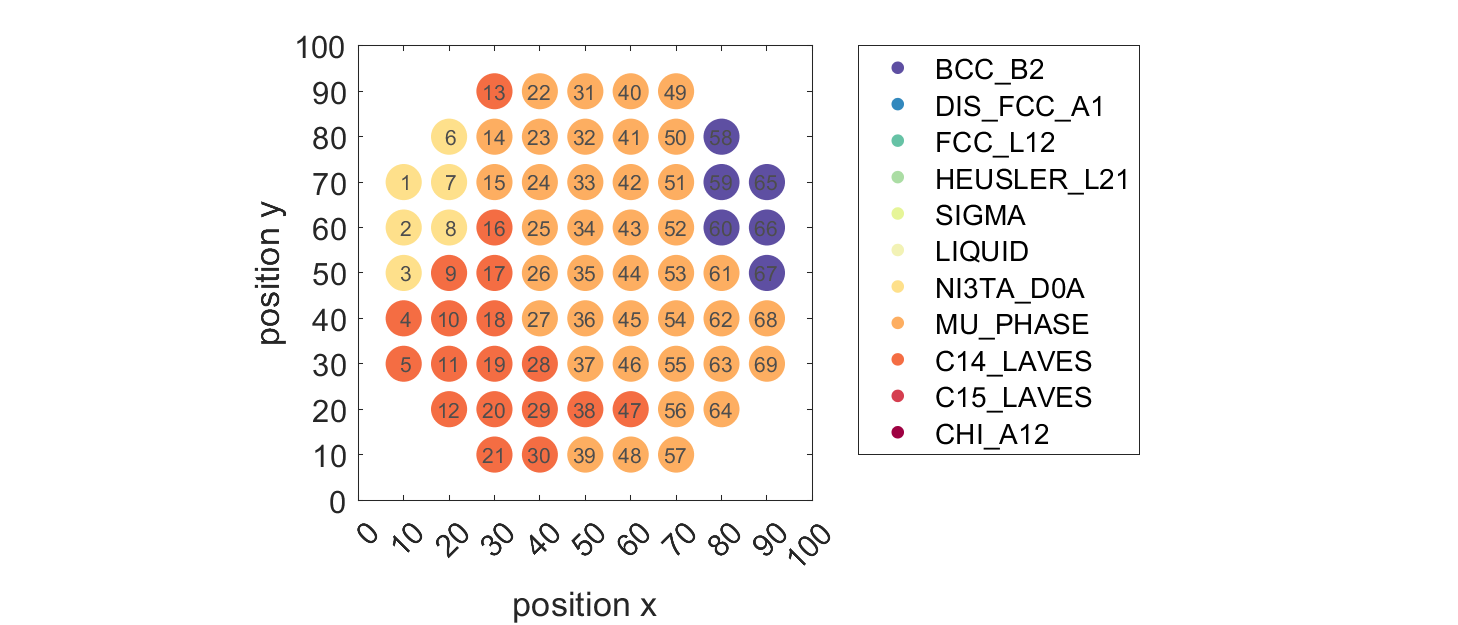 100
90
80
70
60
50
40
30
20
10
0
position y
13 22 31 40 49
6 14 23 32 41 50 58
1 7 15 24 33 42 51 59 65
2 8 16 25 34 43 52 60 66
3 9 17 26 35 44 53 61 67
4 10 18 27 36 45 54 62 68
5 11 19 28 37 46 55 63 69
12 20 29 38 47 56 64
21 30 39 48 57
0 10 20 30 40 50 60 70 80 90 100
position x
BCC_B2
DIS_FCC_A1
FCC_L12
HEUSLER_L21
SIGMA
LIQUID
NI3TA_D0A
MU_PHASE
C14_LAVES
C15_LAVES
CHI_A12